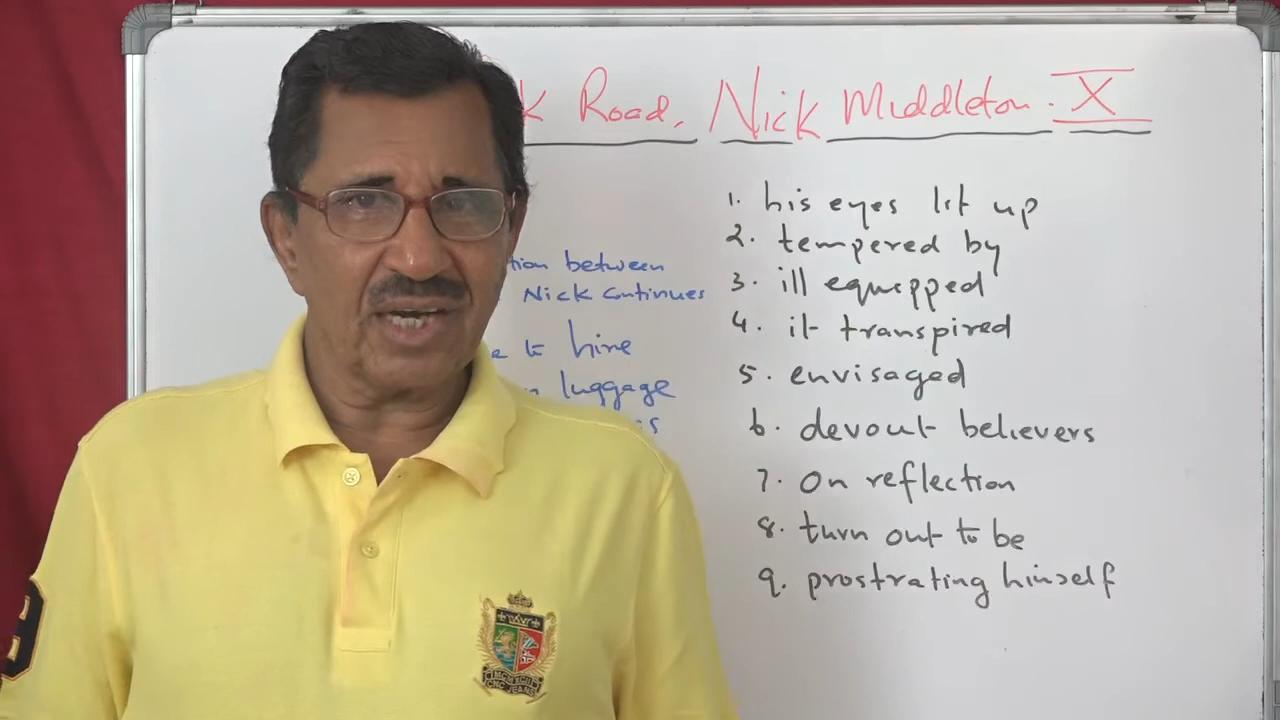 k Road, Nick Middleton. X
tion between
Nick continues
e to hire
luggage
s
1. his eyes lit up
2. tempered by
3. ill equipped
4. it transpired
5. envisaged
6. devout believers
7. On reflection
8. turn out to be
9. prostrating himself